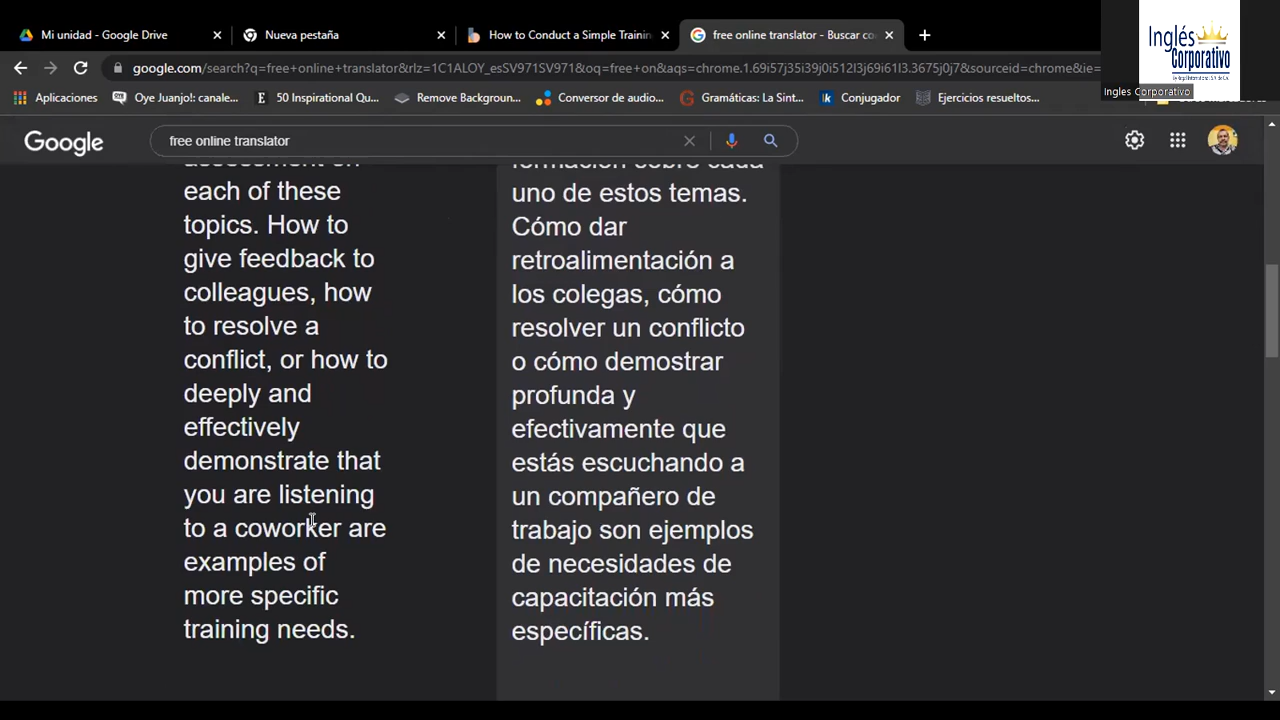 Mi unidad - Google Drive
Nueva pestaña
How to Conduct a Simple Trainin
free online translator - Buscar co
google.com/search?q=free+online+translator&rlz=1C1ALOY_esSV971SV971&oq=free+on&aqs=chrome.1.69i57j35i39j0i512l3j69i61l3.3675j0j7&sourceid=chrome&ie=
Inglés
Corporativo
Ingles Corporativo
Aplicaciones
Oye Juanjo!: canale...
50 Inspirational Qu...
Remove Backgroun...
Conversor de audio...
Gramáticas: La Sint...
Conjugador
Ejercicios resueltos...
Google
free online translator
assessment on
each of these
topics. How to
give feedback to
colleagues, how
to resolve a
conflict, or how to
deeply and
effectively
demonstrate that
you are listening
to a coworker are
examples of
more specific
training needs.
formación sobre cada
uno de estos temas.
Cómo dar
retroalimentación a
los colegas, cómo
resolver un conflicto
o cómo demostrar
profunda y
efectivamente que
estás escuchando a
un compañero de
trabajo son ejemplos
de necesidades de
capacitación más
específicas.